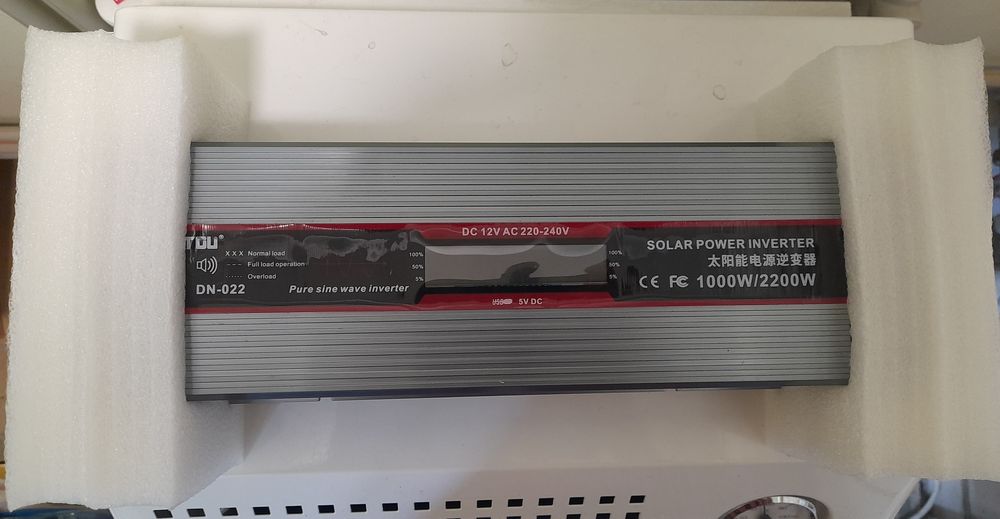 TDU®
X X X Normal load
--- Full load operation
...... Overload
DN-022
Pure sine wave inverter
DC 12V AC 220-240V
100%
50%
5%
100%
50%
5%
5V DC
SOLAR POWER INVERTER
太阳能电源逆变器
CE FC 1000W/2200W